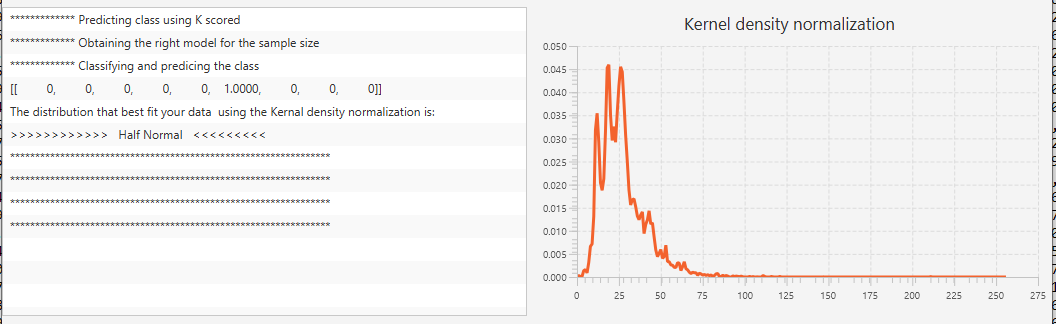 ************* Predicting class using K scored
************* Obtaining the right model for the sample size
************* Classifying and predicing the class
[[ 0, 0, 0, 0, 0, 1.0000, 0, 0, 0]]
The distribution that best fit your data using the Kernal density normalization is:
>>>>>>>>>>>> Half Normal <<<<<<<<<
****************************************************************
****************************************************************
****************************************************************
****************************************************************
Kernel density normalization
0.050
0.045
0.040
0.035
0.030
0.025
0.020
0.015
0.010
0.005
0.000
0 25 50 75 100 125 150 175 200 225 250 275